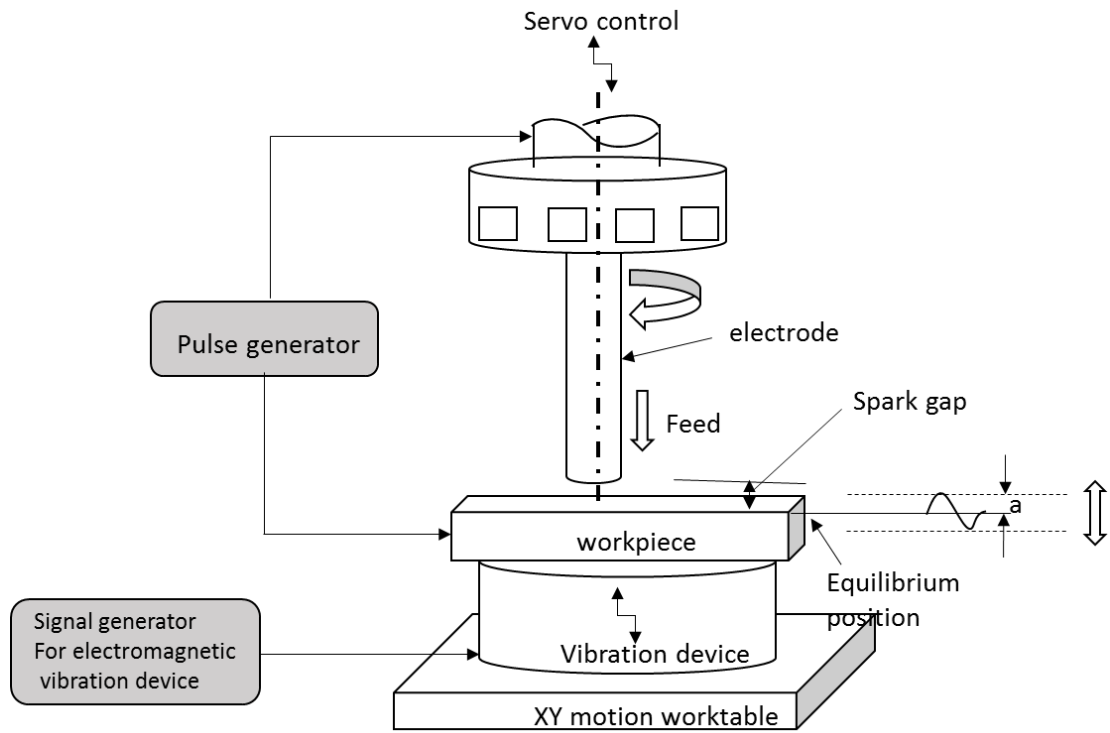 Servo control
Pulse generator
electrode
Feed
Spark gap
a
workpiece
Equilibrium
position
Signal generator
For electromagnetic
vibration device
Vibration device
XY motion worktable